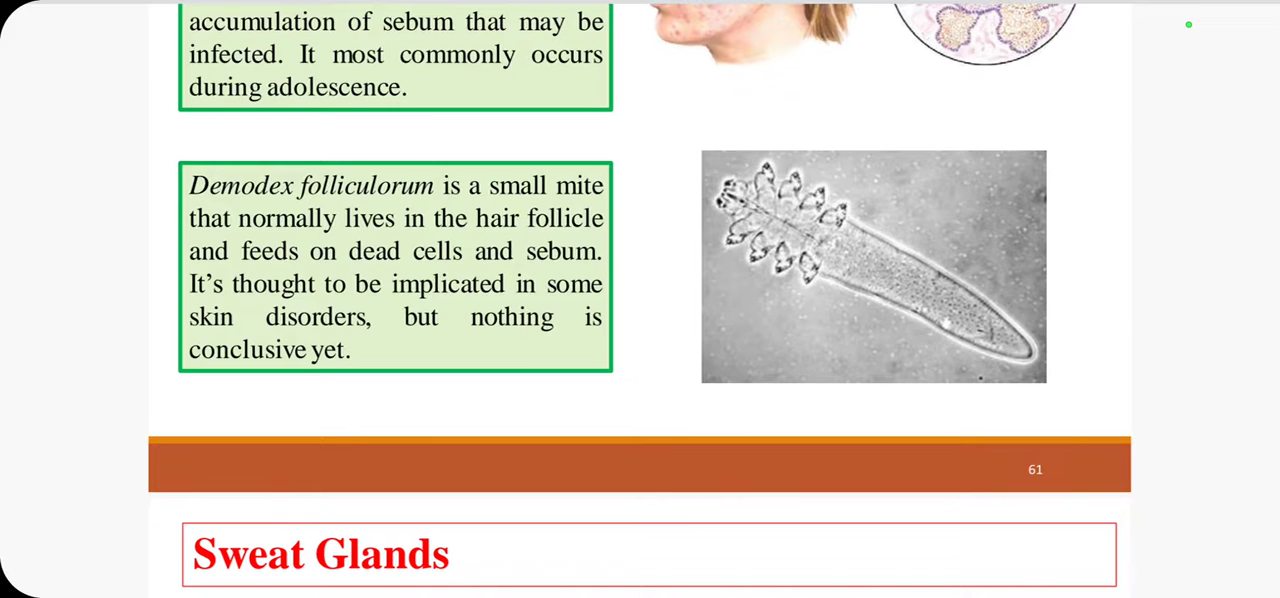 accumulation of sebum that may be
infected. It most commonly occurs
during adolescence.
Demodex folliculorum is a small mite
that normally lives in the hair follicle
and feeds on dead cells and sebum.
It’s thought to be implicated in some
skin disorders, but nothing is
conclusive yet.
61
Sweat Glands